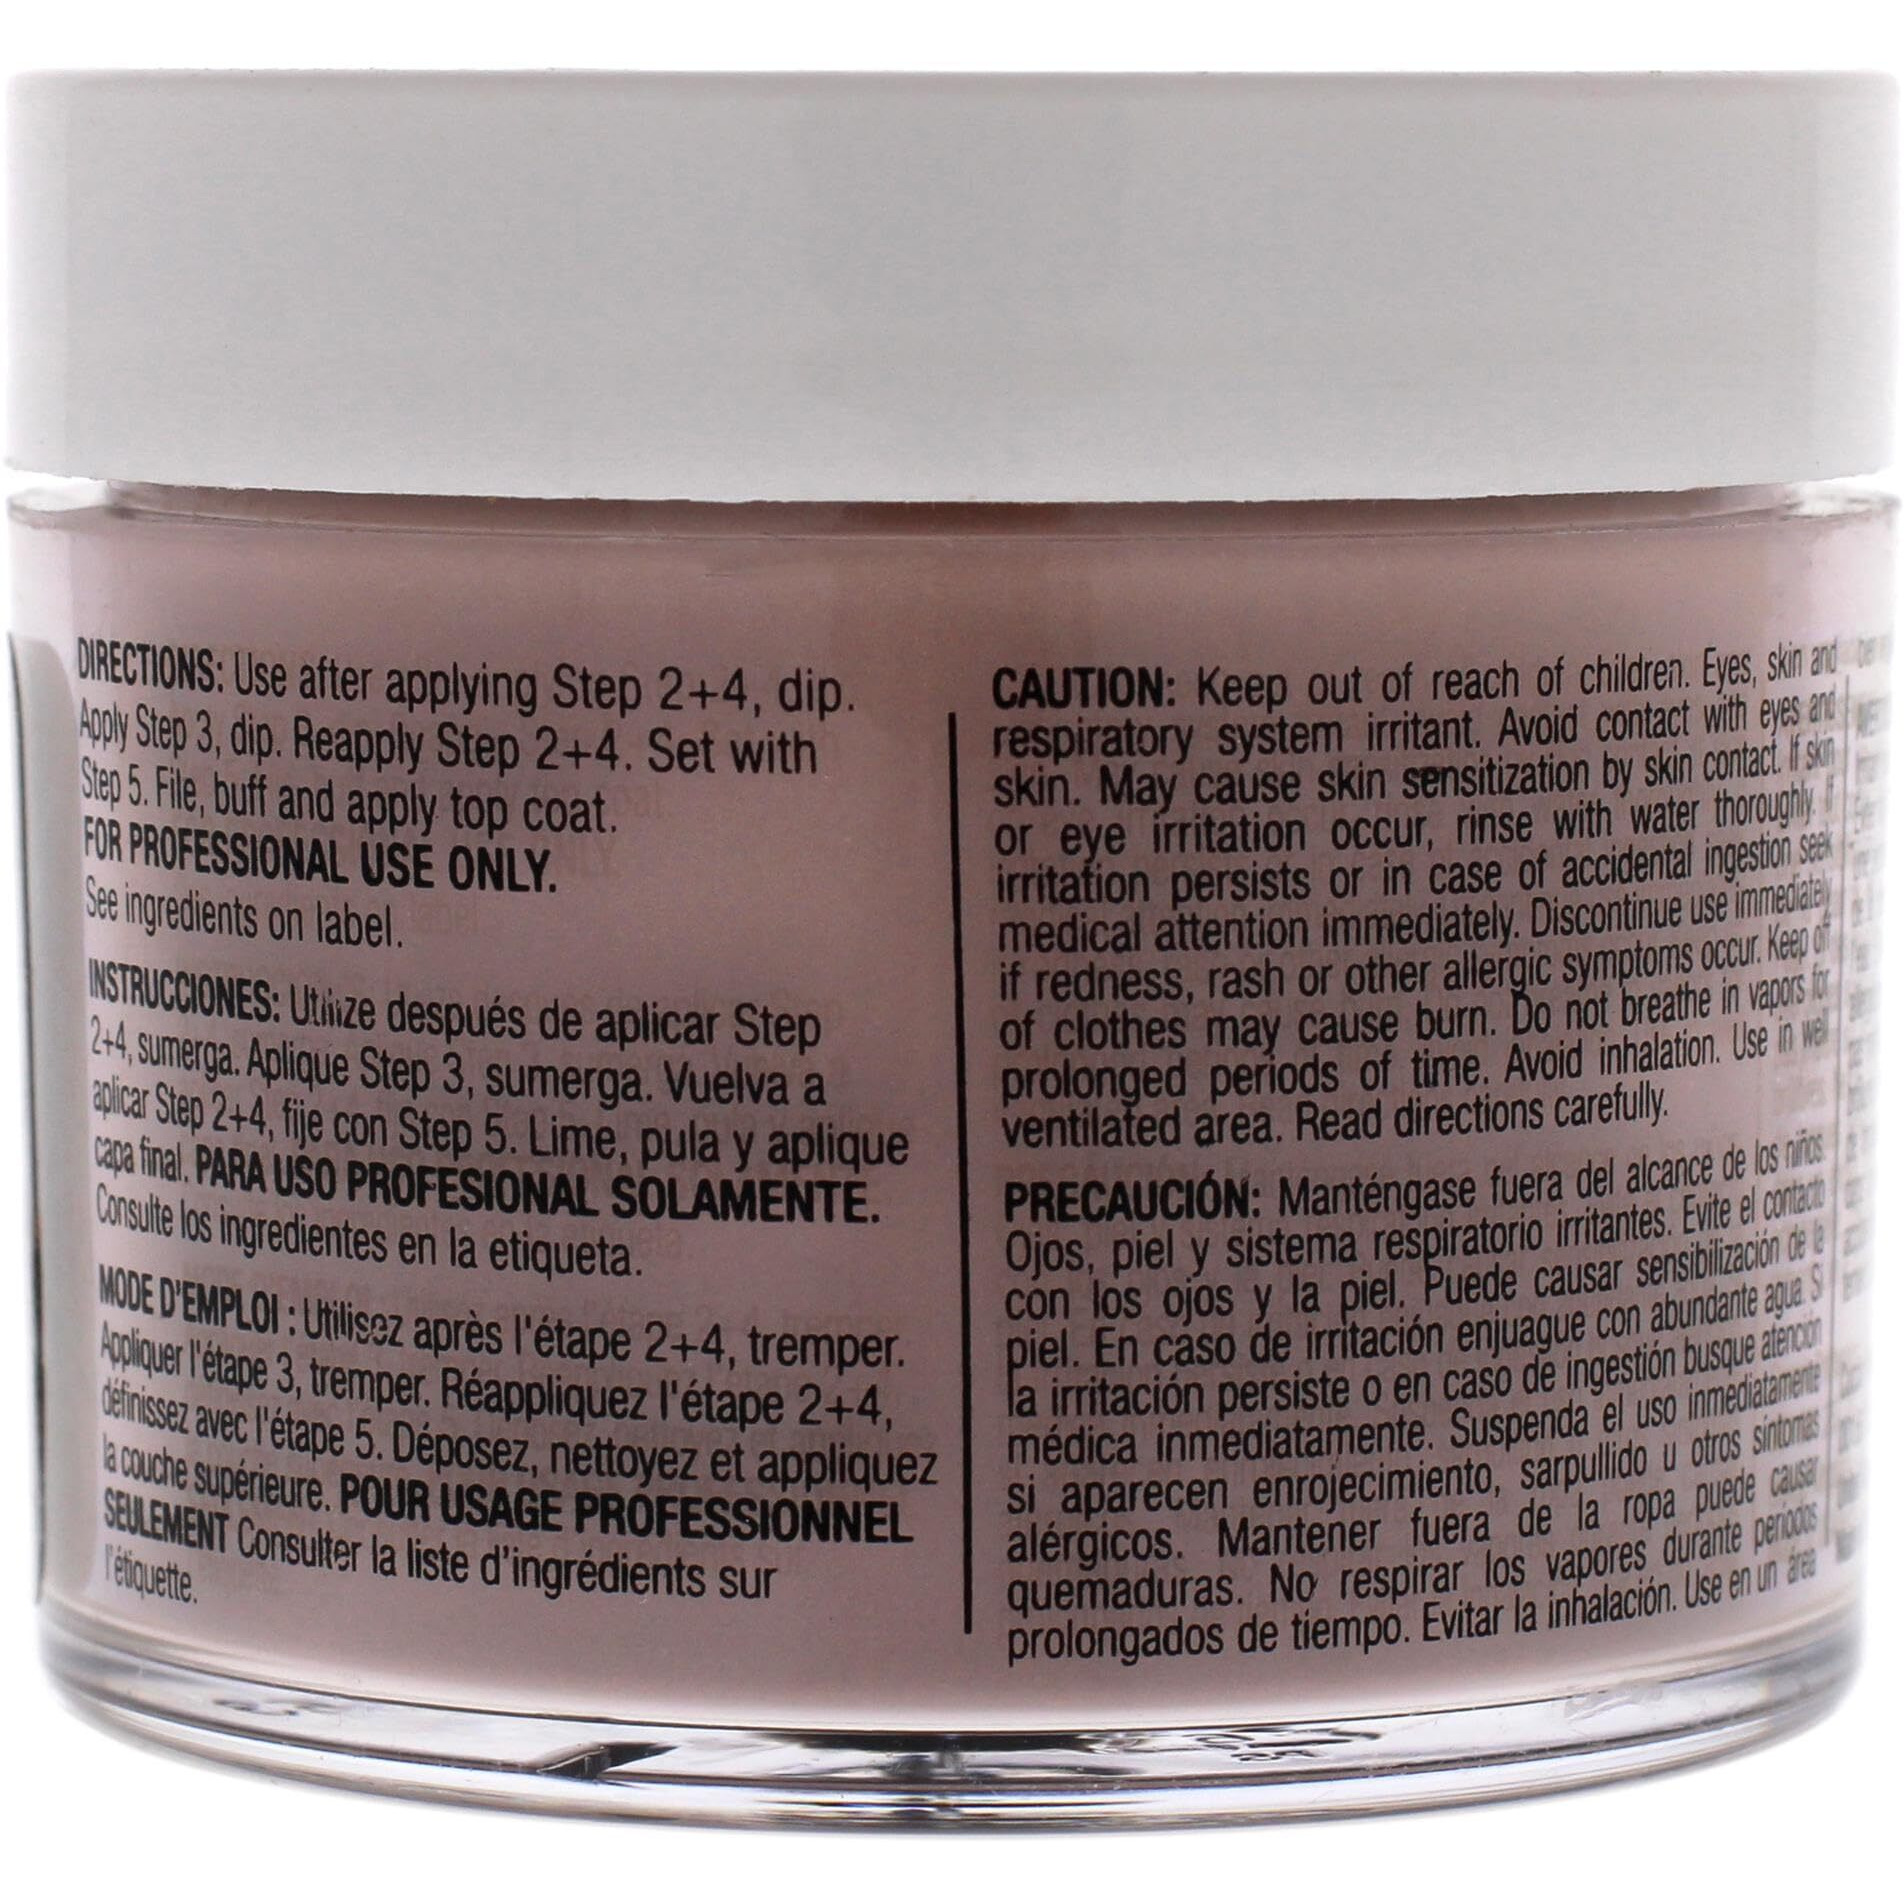 DIRECTIONS: Use after applying Step 2+4, dip.
Apply Step 3, dip. Reapply Step 2+4. Set with
Step 5. File, buff and apply top coat.
FOR PROFESSIONAL USE ONLY.
See ingredients on label.
INSTRUCCIONES: Utilize después de aplicar Step
2+4, sumerga. Aplique Step 3, sumerga. Vuelva a
aplicar Step 2+4, fije con Step 5. Lime, pula y aplique
capa final. PARA USO PROFESIONAL SOLAMENTE.
Consulte los ingredientes en la etiqueta.
MODE D'EMPLOI : Utilisez après l'étape 2+4, tremper.
Appliquer l'étape 3, tremper. Réappliquez l'étape 2+4,
définissez avec l'étape 5. Déposez, nettoyez et appliquez
la couche supérieure. POUR USAGE PROFESSIONNEL
SEULEMENT Consulter la liste d'ingrédients sur
l'étiquette.
CAUTION: Keep out of reach of children. Eyes, skin and
respiratory system irritant. Avoid contact with eyes and
skin. May cause skin sensitization by skin contact. If skin
or eye irritation occur, rinse with water thoroughly. If
irritation persists or in case of accidental ingestion seek
medical attention immediately. Discontinue use immediately
if redness, rash or other allergic symptoms occur. Keep off
of clothes may cause burn. Do not breathe in vapors for
prolonged periods of time. Avoid inhalation. Use in well
ventilated area. Read directions carefully.
PRECAUCIÓN: Manténgase fuera del alcance de los niños.
Ojos, piel y sistema respiratorio irritantes. Evite el contacto
con los ojos y la piel. Puede causar sensibilización de la
piel. En caso de irritación enjuague con abundante agua. Si
la irritación persiste o en caso de ingestión busque atención
médica inmediatamente. Suspenda el uso inmediatamente
si aparecen enrojecimiento, sarpullido u otros síntomas
alérgicos. Mantener fuera de la ropa puede causar
quemaduras. No respirar los vapores durante periodos
prolongados de tiempo. Evitar la inhalación. Use en un área